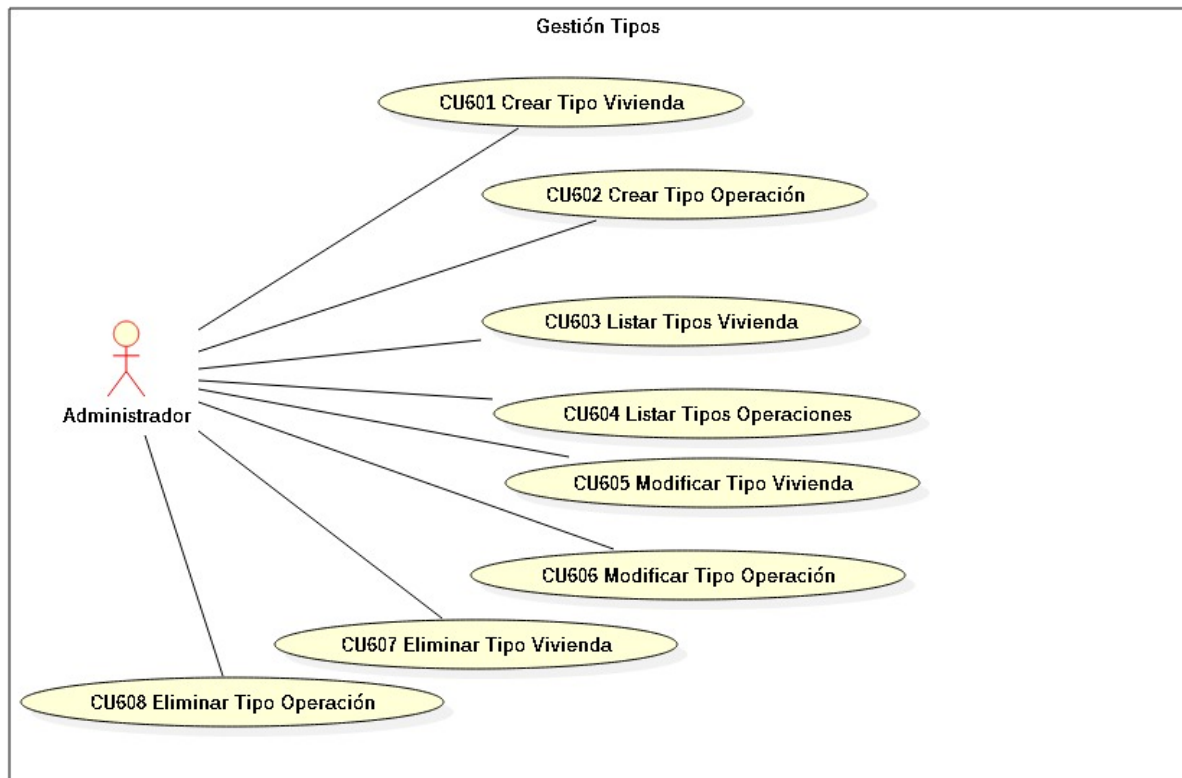 Gestión Tipos
CU601 Crear Tipo Vivienda
CU602 Crear Tipo Operación
CU603 Listar Tipos Vivienda
Administrador
CU604 Listar Tipos Operaciones
CU605 Modificar Tipo Vivienda
CU606 Modificar Tipo Operación
CU607 Eliminar Tipo Vivienda
CU608 Eliminar Tipo Operación